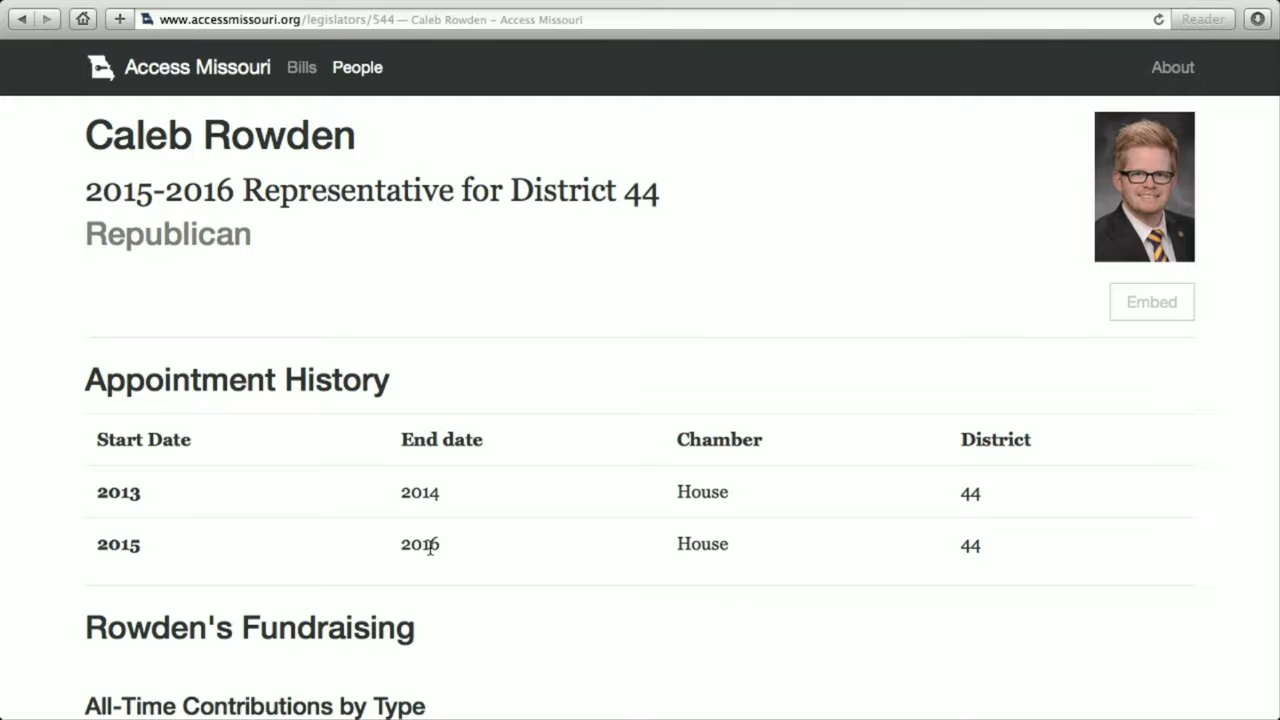 www.accessmissouri.org/legislators/544 — Caleb Rowden – Access Missouri
Reader
Access Missouri Bills People About
Caleb Rowden
2015-2016 Representative for District 44
Republican
Embed
Appointment History
Start Date End date Chamber District
2013 2014 House 44
2015 2016 House 44
Rowden's Fundraising
All-Time Contributions by Type